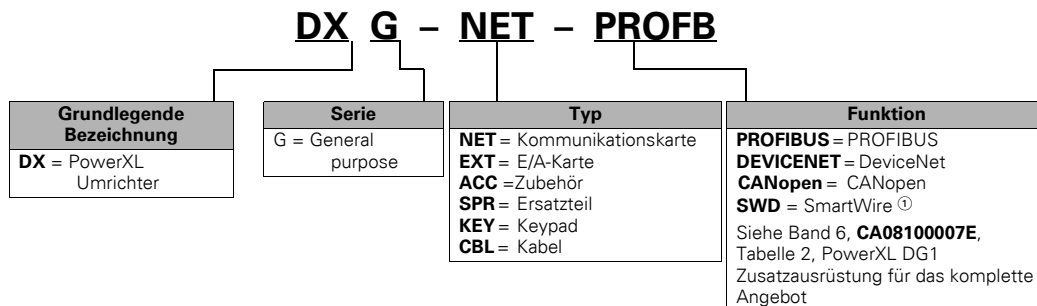 DX G – NET – PROFB
Grundlegende
Bezeichnung
DX = PowerXL
Umrichter
Serie
G = General
purpose
Typ
NET = Kommunikationskarte
EXT = E/A-Karte
ACC =Zubehör
SPR = Ersatzteil
KEY = Keypad
CBL = Kabel
Funktion
PROFIBUS = PROFIBUS
DEVICENET = DeviceNet
CANopen = CANopen
SWD = SmartWire ①
Siehe Band 6, CA08100007E,
Tabelle 2, PowerXL DG1
Zusatzausrüstung für das komplette
Angebot